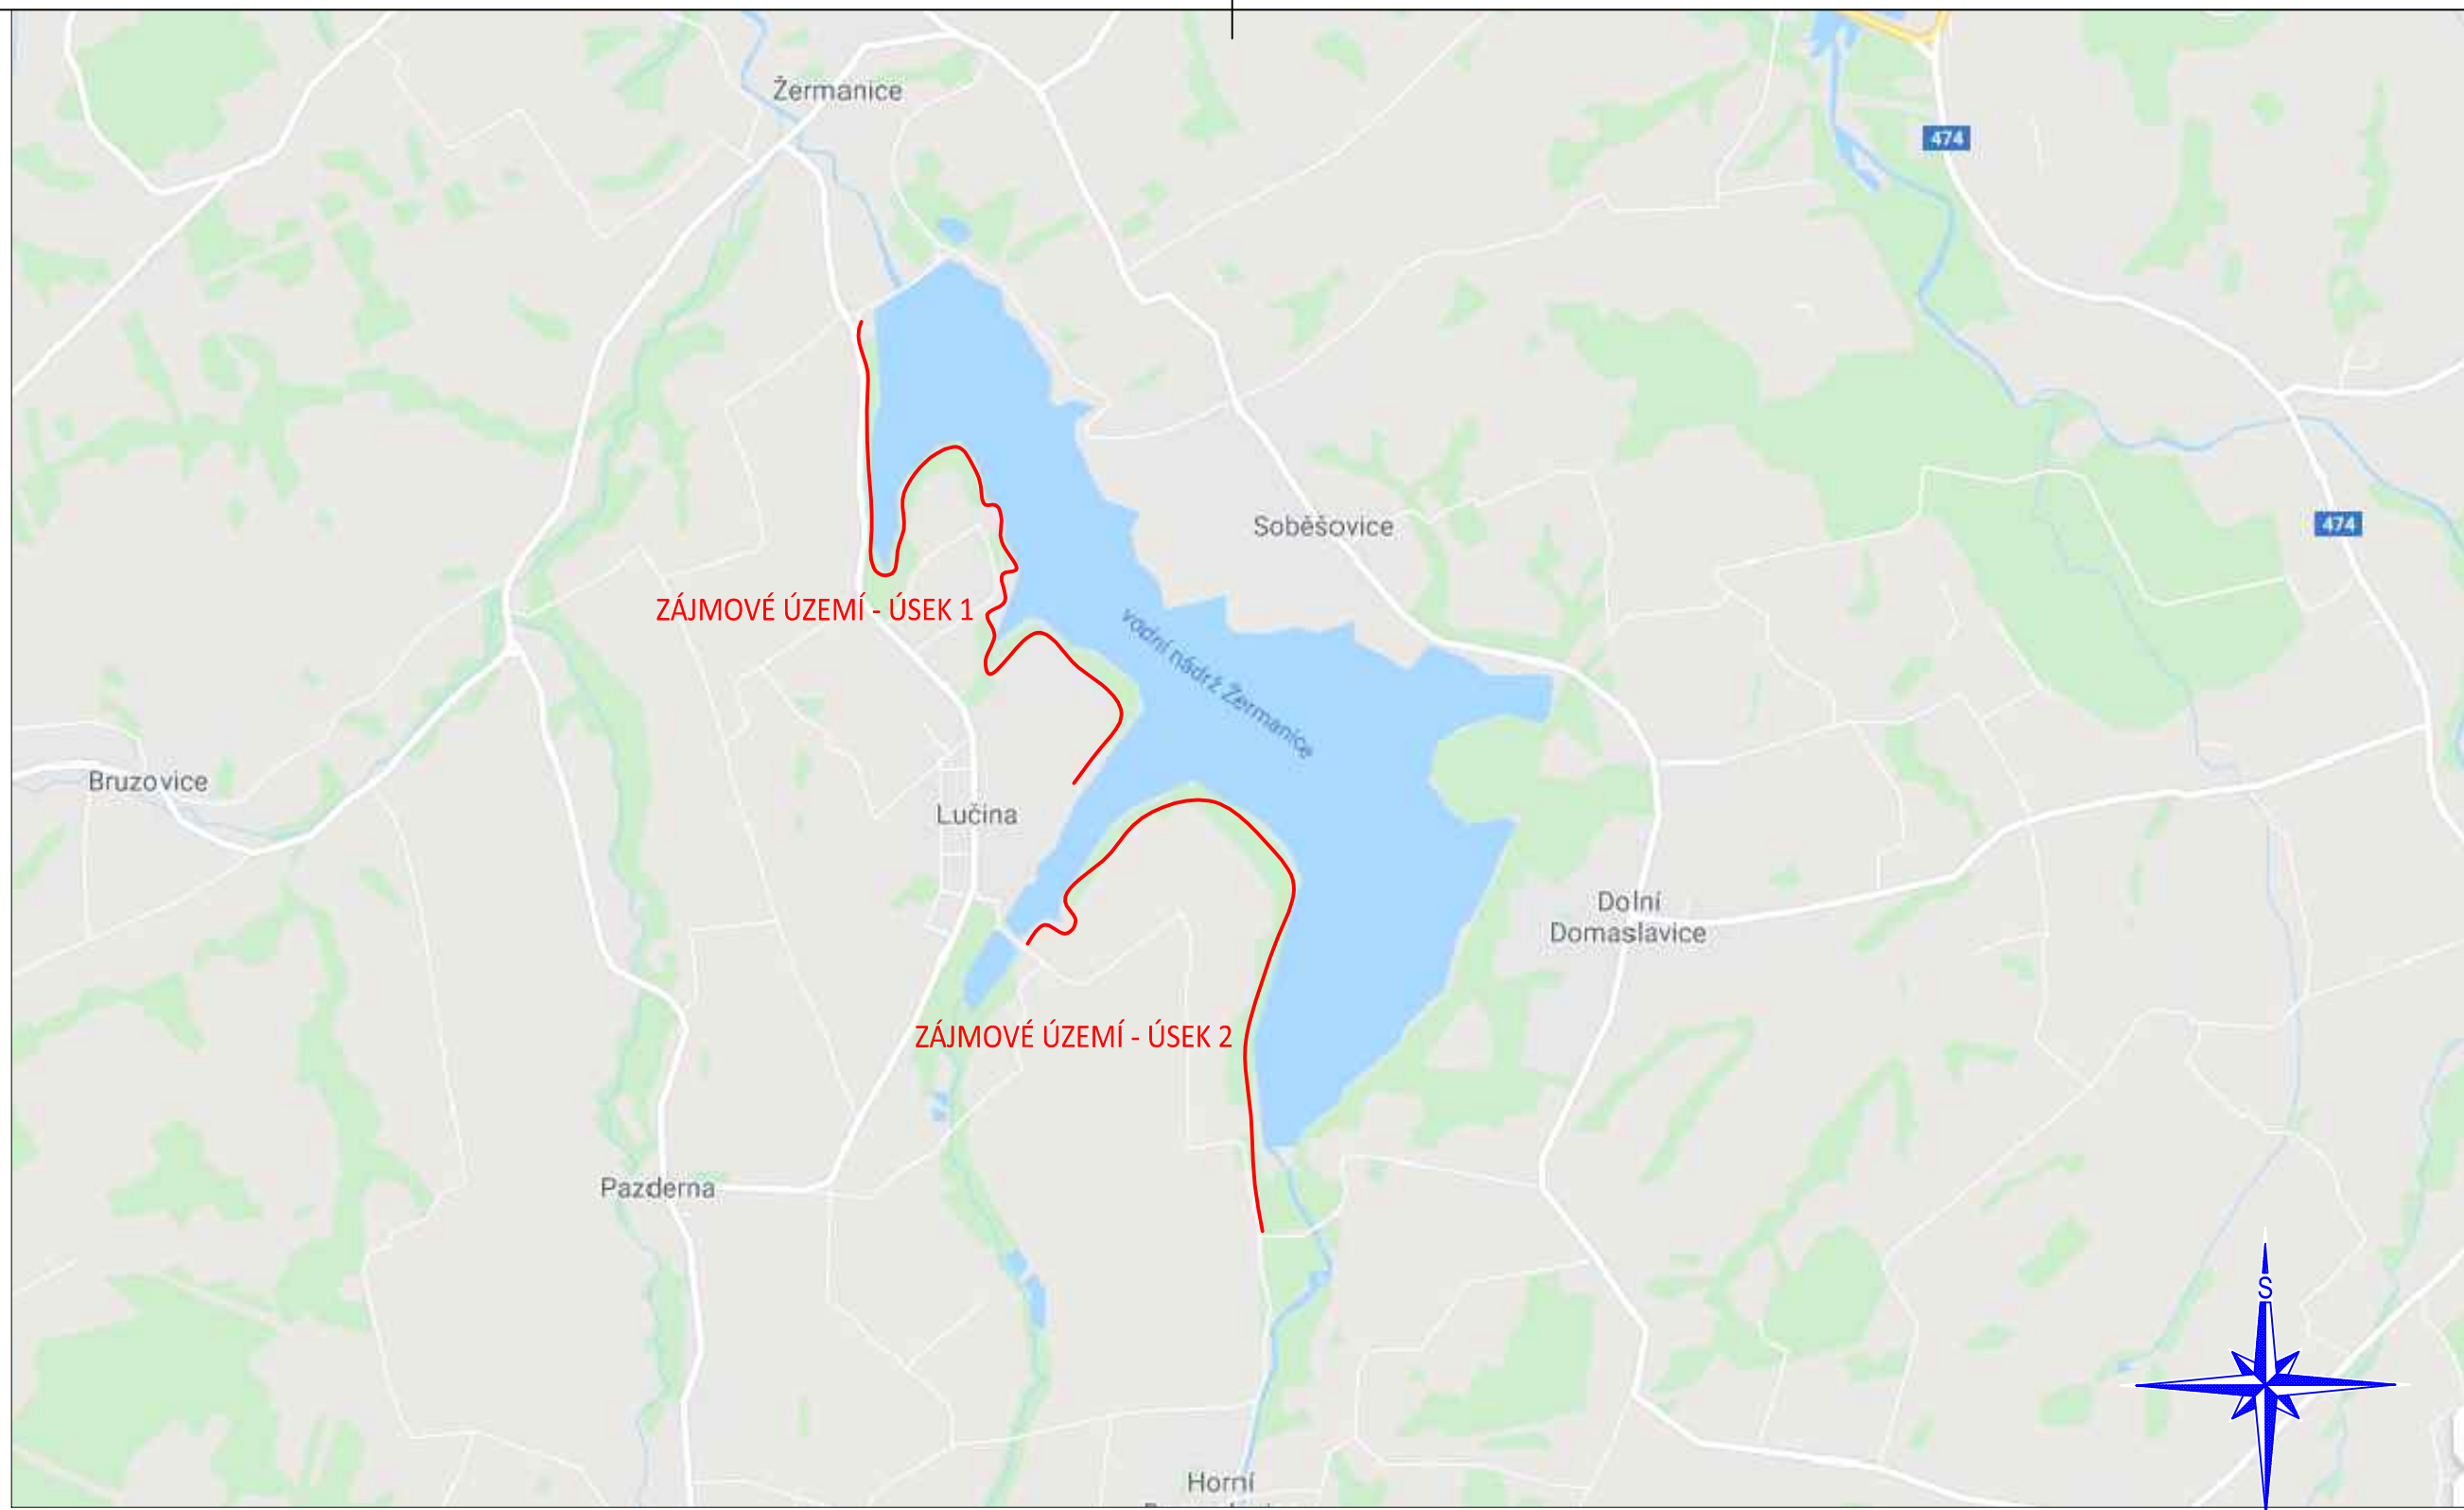 Žermanice
474
474
Soběšovice
ZÁJMOVÉ ÚZEMÍ - ÚSEK 1
vodní nádrž Žermanice
Bruzovice
Lučina
Dolní
Domaslavice
ZÁJMOVÉ ÚZEMÍ - ÚSEK 2
Pazderna
S
Horní